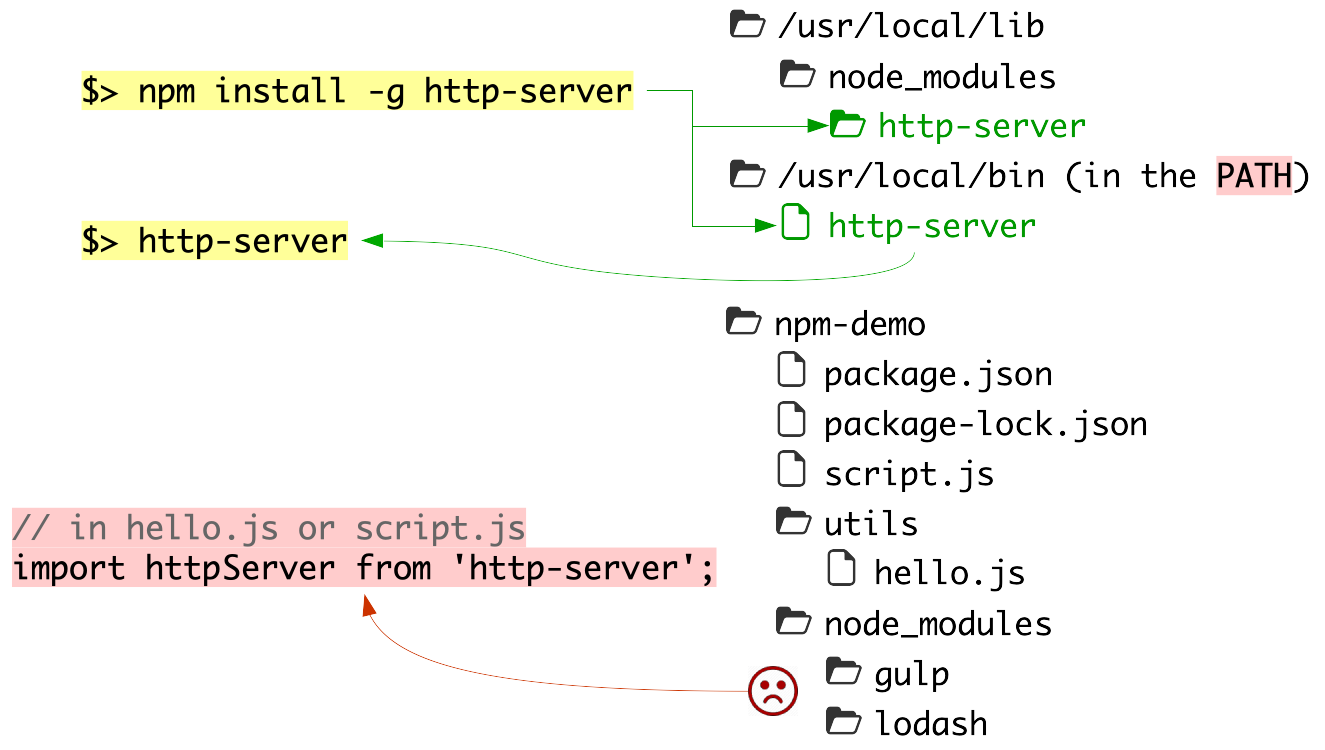 /usr/local/lib
$> npm install -g http-server
node_modules
http-server
/usr/local/bin (in the PATH)
http-server
$> http-server
npm-demo
package.json
package-lock.json
script.js
utils
// in hello.js or script.js
import httpServer from 'http-server';
hello.js
node_modules
gulp
lodash